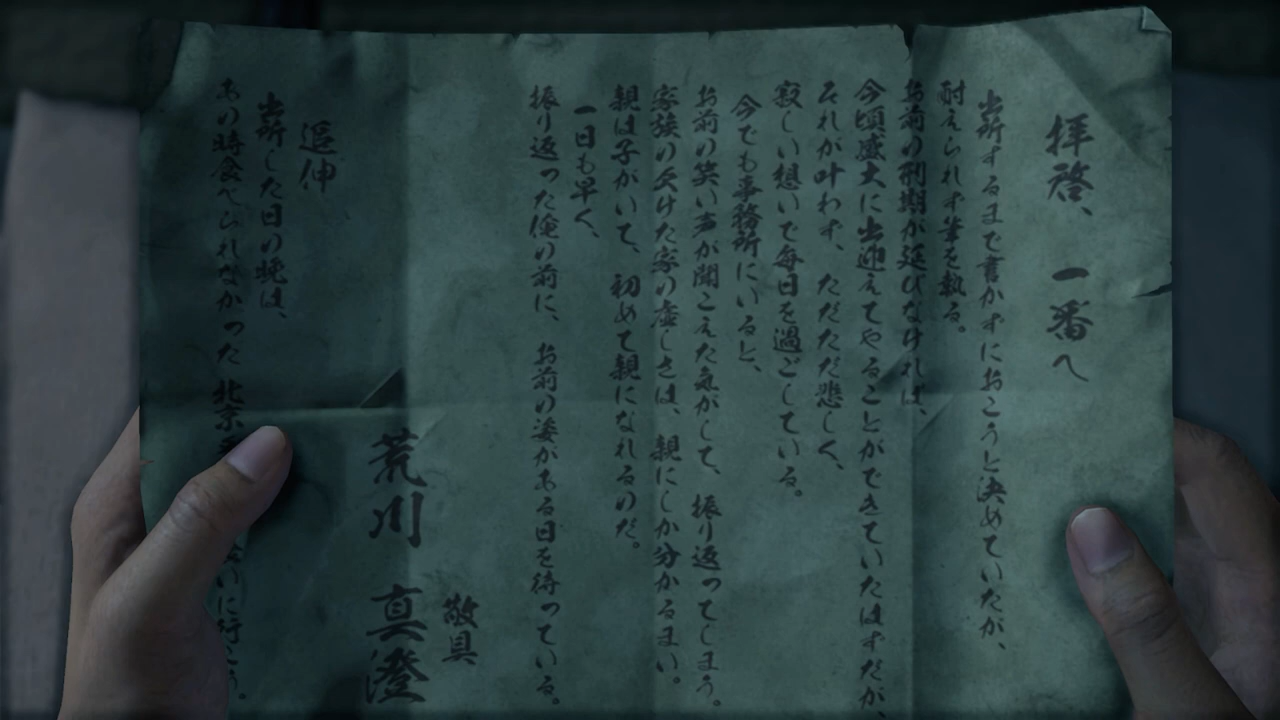 拝啓、一番へ
出所するまで書かずにおこうと決めていたが、
耐えられず筆を執る。
お前の刑期が延びなければ、
今頃盛大に出迎えてやることができていたはずだが、
それが叶わず、ただただ悲しく、
寂しい想いで毎日を過ごしている。
今でも事務所にいると、
お前の笑い声が聞こえた気がして、振り返ってしまう。
家族の欠けた家の虚しさは、親にしか分かるまい。
親は子がいて、初めて親になれるのだ。
一日も早く、
振り返った俺の前に、お前の姿がある日を待っている。
敬具
荒川 真澄
追伸
出所した日の晩は、
あの時食べられなかった北京 いに行こう。